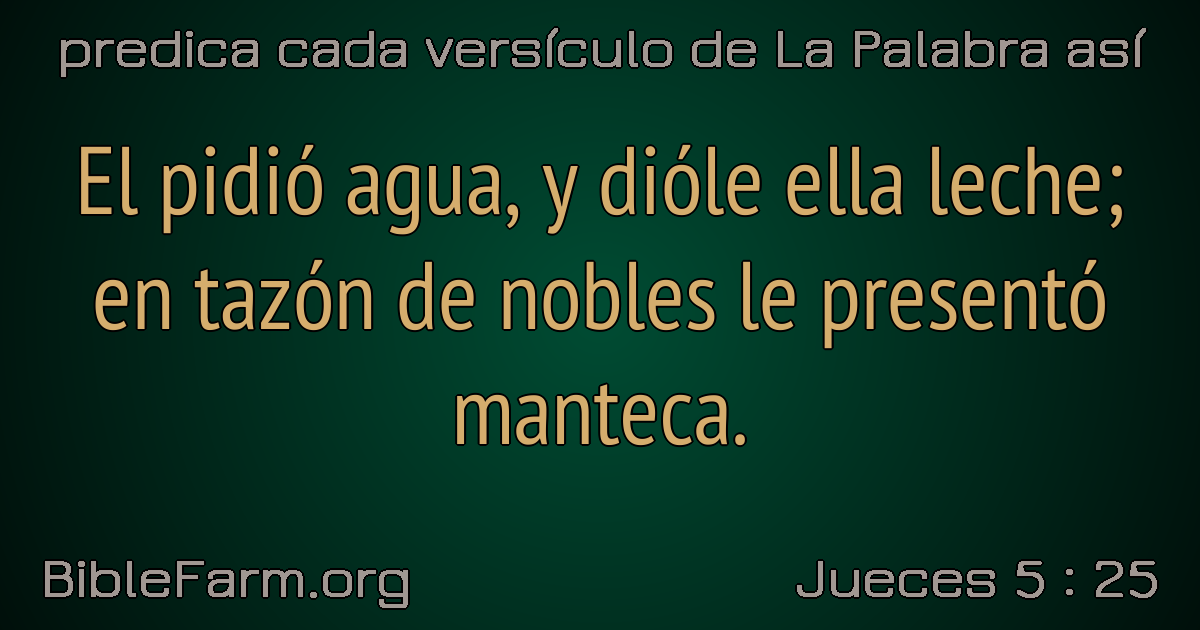 predica cada versículo de La Palabra así
El pidió agua, y dióle ella leche;
en tazón de nobles le presentó
manteca.
BibleFarm.org
Jueces 5 : 25